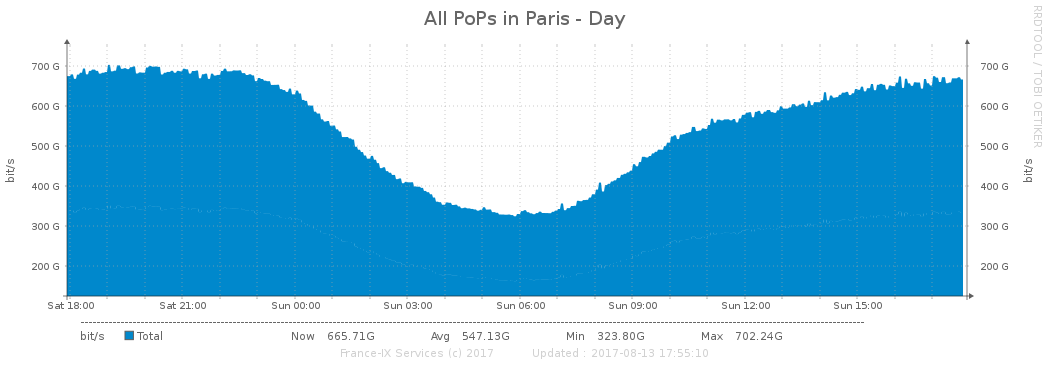 All PoPs in Paris - Day
RRDTOOL / TOBI OETIKER
bit/s
700 G
600 G
500 G
400 G
300 G
200 G
700 G
600 G
500 G
400 G
300 G
200 G
bit/s
Sat 18:00 Sat 21:00 Sun 00:00 Sun 03:00 Sun 06:00 Sun 09:00 Sun 12:00 Sun 15:00
bit/s Total Now 665.71G Avg 547.13G Min 323.80G Max 702.24G
France-IX Services (c) 2017 Updated : 2017-08-13 17:55:10